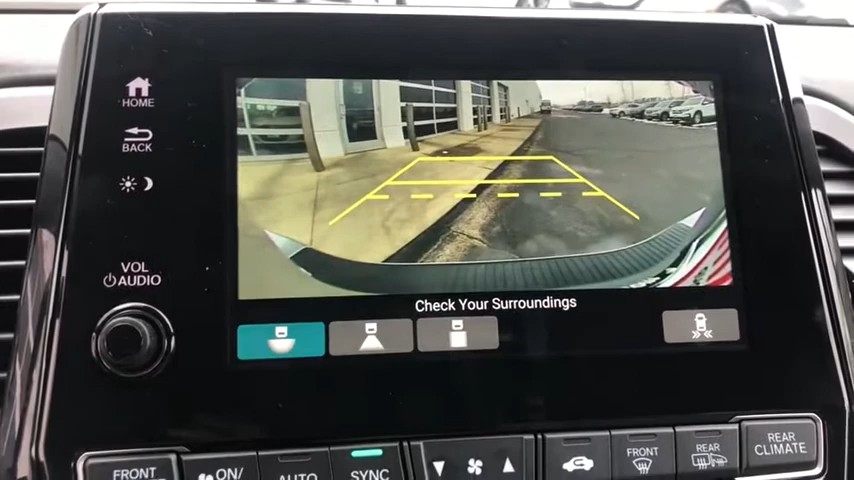 HOME
BACK
VOL
AUDIO
Check Your Surroundings
FRONT
ON/
AUTO
SYNC
FRONT
REAR
REAR
CLIMATE